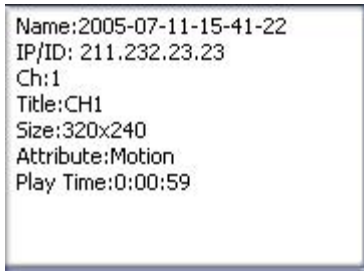 Name:2005-07-11-15-41-22
IP/ID: 211.232.23.23
Ch:1
Title:CH1
Size:320x240
Attribute:Motion
Play Time:0:00:59